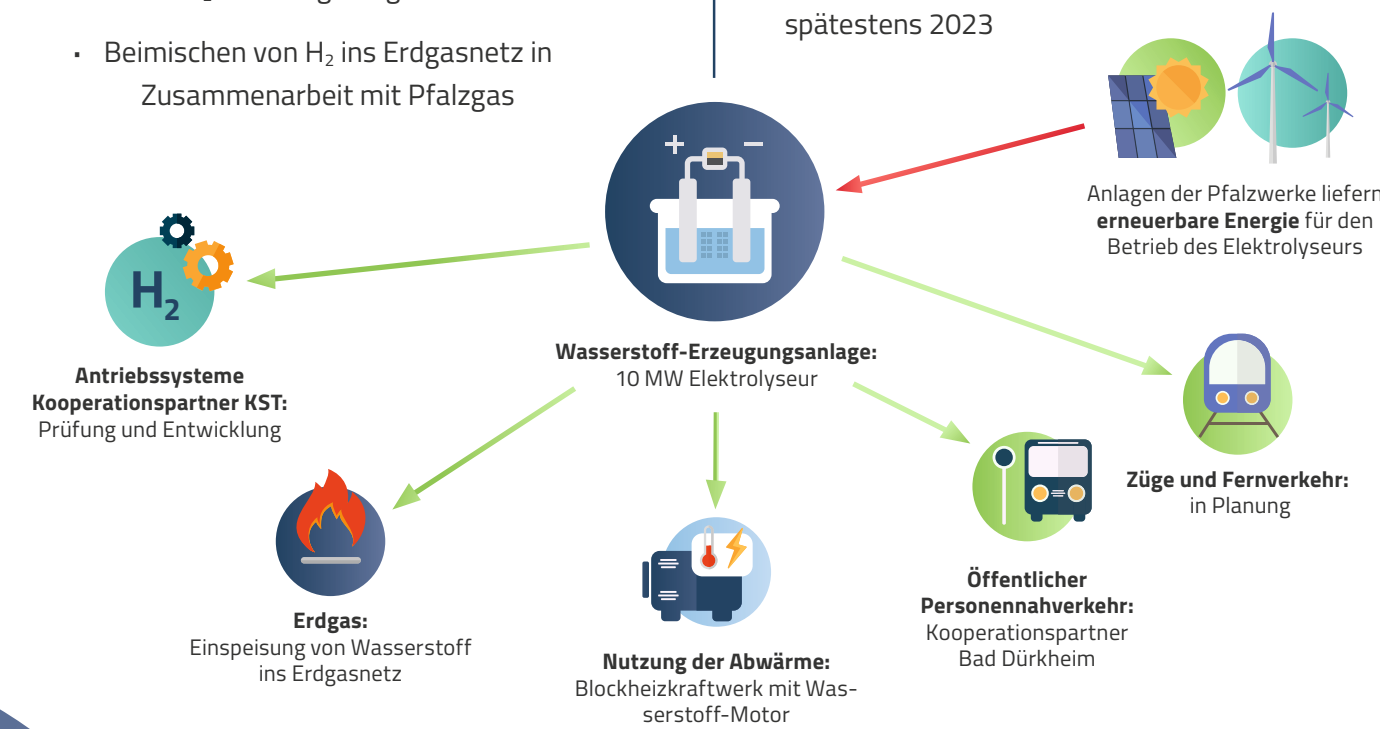 · Beimischen von H₂ ins Erdgasnetz in
Zusammenarbeit mit Pfalzgas
spätestens 2023
+ −
Anlagen der Pfalzwerke liefern
erneuerbare Energie für den
Betrieb des Elektrolyseurs
H₂
Antriebssysteme
Kooperationspartner KST:
Prüfung und Entwicklung
Wasserstoff-Erzeugungsanlage:
10 MW Elektrolyseur
Züge und Fernverkehr:
in Planung
Öffentlicher
Personennahverkehr:
Kooperationspartner
Bad Dürkheim
Erdgas:
Einspeisung von Wasserstoff
ins Erdgasnetz
Nutzung der Abwärme:
Blockheizkraftwerk mit Was-
serstoff-Motor